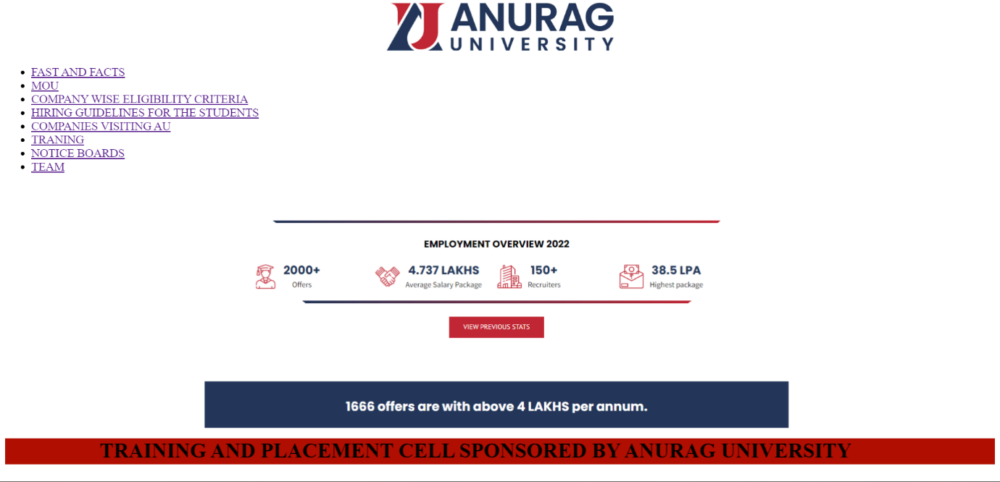 ANURAG
UNIVERSITY
FAST AND FACTS
MOU
COMPANY WISE ELIGIBILITY CRITERIA
HIRING GUIDELINES FOR THE STUDENTS
COMPANIES VISITING AU
TRANING
NOTICE BOARDS
TEAM
EMPLOYMENT OVERVIEW 2022
2000+
Offers
4.737 LAKHS
Average Salary Package
150+
Recruiters
38.5 LPA
Highest package
VIEW PREVIOUS STATS
1666 offers are with above 4 LAKHS per annum.
TRAINING AND PLACEMENT CELL SPONSORED BY ANURAG UNIVERSITY